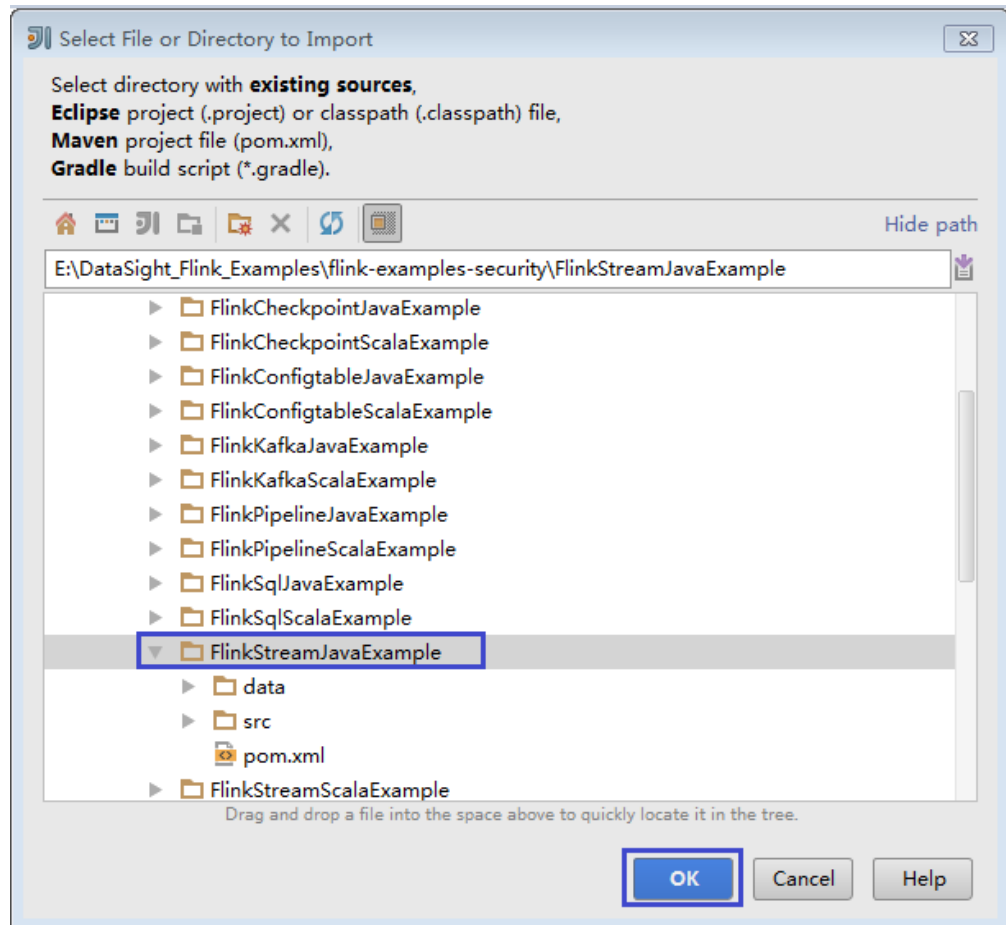 Select File or Directory to Import
Select directory with existing sources,
Eclipse project (.project) or classpath (.classpath) file,
Maven project file (pom.xml),
Gradle build script (*.gradle).
Hide path
E:\DataSight_Flink_Examples\flink-examples-security\FlinkStreamJavaExample
FlinkCheckpointJavaExample
FlinkCheckpointScalaExample
FlinkConfigtableJavaExample
FlinkConfigtableScalaExample
FlinkKafkaJavaExample
FlinkKafkaScalaExample
FlinkPipelineJavaExample
FlinkPipelineScalaExample
FlinkSqlJavaExample
FlinkSqlScalaExample
FlinkStreamJavaExample
data
src
pom.xml
FlinkStreamScalaExample
Drag and drop a file into the space above to quickly locate it in the tree.
OK Cancel Help